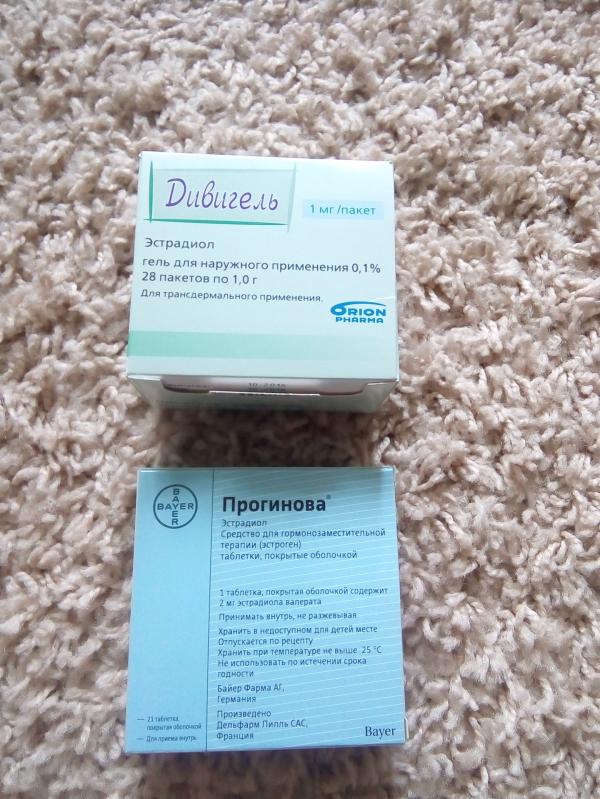 Дивигель
1 мг/пакет
Эстрадиол
гель для наружного применения 0,1%
28 пакетов по 1,0 г
Для трансдермального применения.
ORION
PHARMA
10 2015
BAYER
BAYER
Прогинова®
Эстрадиол
Средство для гормонозаместительной
терапии (эстроген)
таблетки, покрытые оболочкой
1 таблетка, покрытая оболочкой содержит
2 мг эстрадиола валерата
Принимать внутрь, не разжевывая
Хранить в недоступном для детей месте
Отпускается по рецепту
Хранить при температуре не выше 25 °C
Не использовать по истечении срока
годности
Байер Фарма АГ,
Германия
Произведено
Дельфарм Лилль САС,
Франция
— 21 таблетка,
покрытая оболочкой
— Для приема внутрь
Bayer